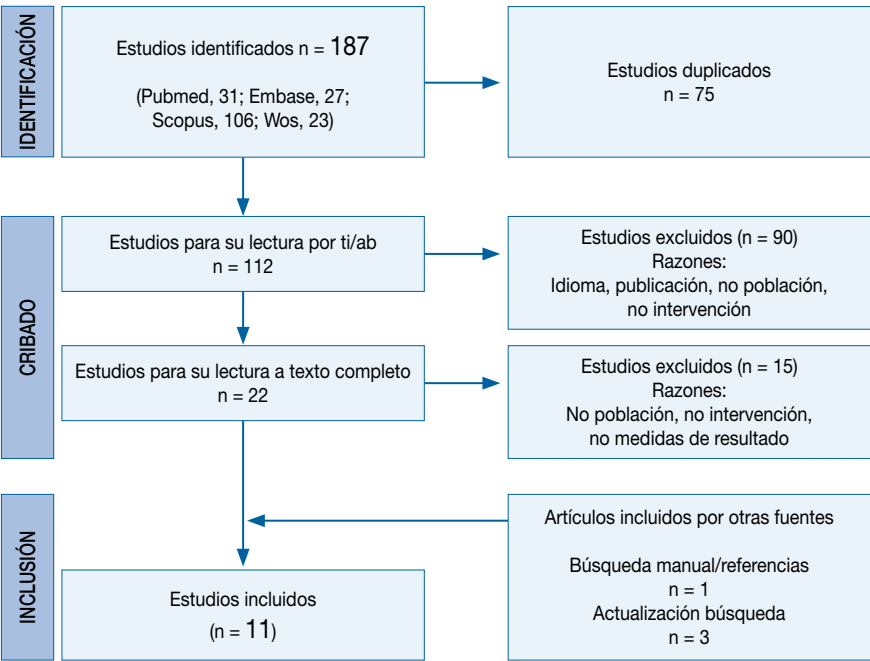 IDENTIFICACIÓN
Estudios identificados n = 187
(Pubmed, 31; Embase, 27;
Scopus, 106; Wos, 23)
Estudios duplicados
n = 75
CRIBADO
Estudios para su lectura por ti/ab
n = 112
Estudios excluidos (n = 90)
Razones:
Idioma, publicación, no población,
no intervención
Estudios para su lectura a texto completo
n = 22
Estudios excluidos (n = 15)
Razones:
No población, no intervención,
no medidas de resultado
INCLUSIÓN
Artículos incluidos por otras fuentes
Búsqueda manual/referencias
n = 1
Actualización búsqueda
n = 3
Estudios incluidos
(n = 11)